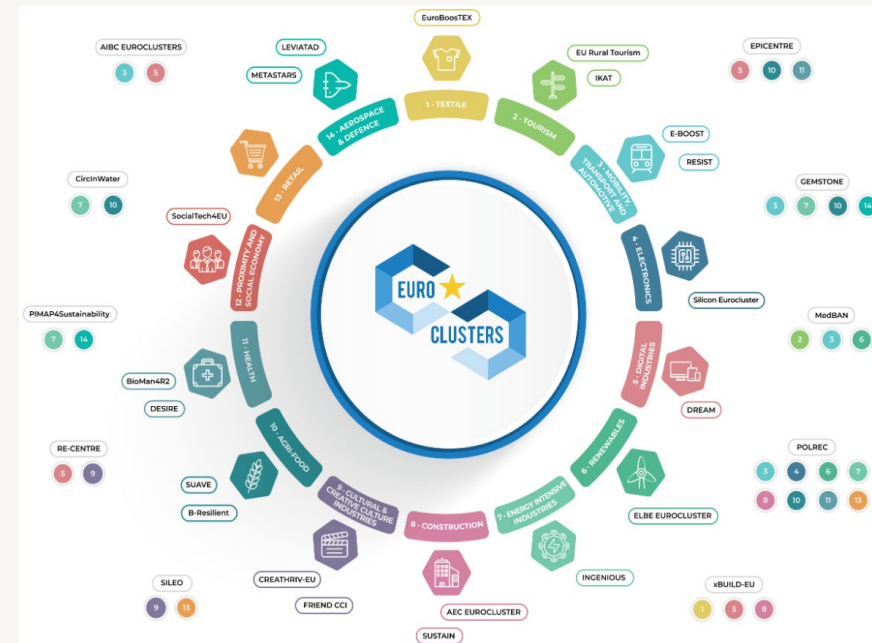 EuroBoosTEX
AIBC EUROCLUSTERS
3 5
LEVIATAD
METASTARS
EU Rural Tourism
IKAT
EPICENTRE
5 10 11
1 - TEXTILE
2 - TOURISM
14 - AEROSPACE
& DEFENCE
E-BOOST
RESIST
3 - MOBILITY,
TRANSPORT AND
AUTOMOTIVE
13 - RETAIL
CircInWater
7 10
GEMSTONE
3 7 10 14
SocialTech4EU
12 - PROXIMITY AND
SOCIAL ECONOMY
4 - ELECTRONICS
Silicon Eurocluster
EURO
CLUSTERS
PIMAP4Sustainability
7 14
MedBAN
2 3 6
11 - HEALTH
5 - DIGITAL
INDUSTRIES
BioMan4R2
DESIRE
DREAM
RE-CENTRE
5 9
POLREC
3 4 6 7
8 10 11 13
10 - AGRI-FOOD
6 - RENEWABLES
SUAVE
B-Resilient
ELBE EUROCLUSTER
9 - CULTURAL &
CREATIVE CULTURE
INDUSTRIES
8 - CONSTRUCTION
7 - ENERGY INTENSIVE
INDUSTRIES
CREATHRIV-EU
FRIEND CCI
INGENIOUS
SILEO
9 13
xBUILD-EU
1 5 8
AEC EUROCLUSTER
SUSTAIN